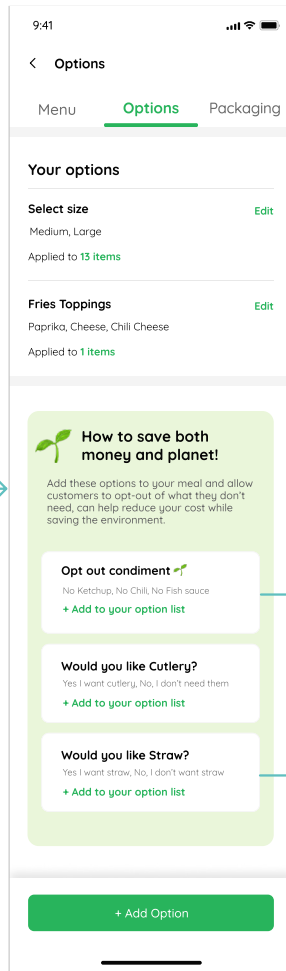 9:41
Options
Menu Options Packaging
Your options
Select size Edit
Medium, Large
Applied to 13 items
Fries Toppings Edit
Paprika, Cheese, Chili Cheese
Applied to 1 items
How to save both
money and planet!
Add these options to your meal and allow
customers to opt-out of what they don't
need, can help reduce your cost while
saving the environment.
Opt out condiment
No Ketchup, No Chili, No Fish sauce
+ Add to your option list
Would you like Cutlery?
Yes I want cutlery, No, I don't need them
+ Add to your option list
Would you like Straw?
Yes I want straw, No, I don't want straw
+ Add to your option list
+ Add Option